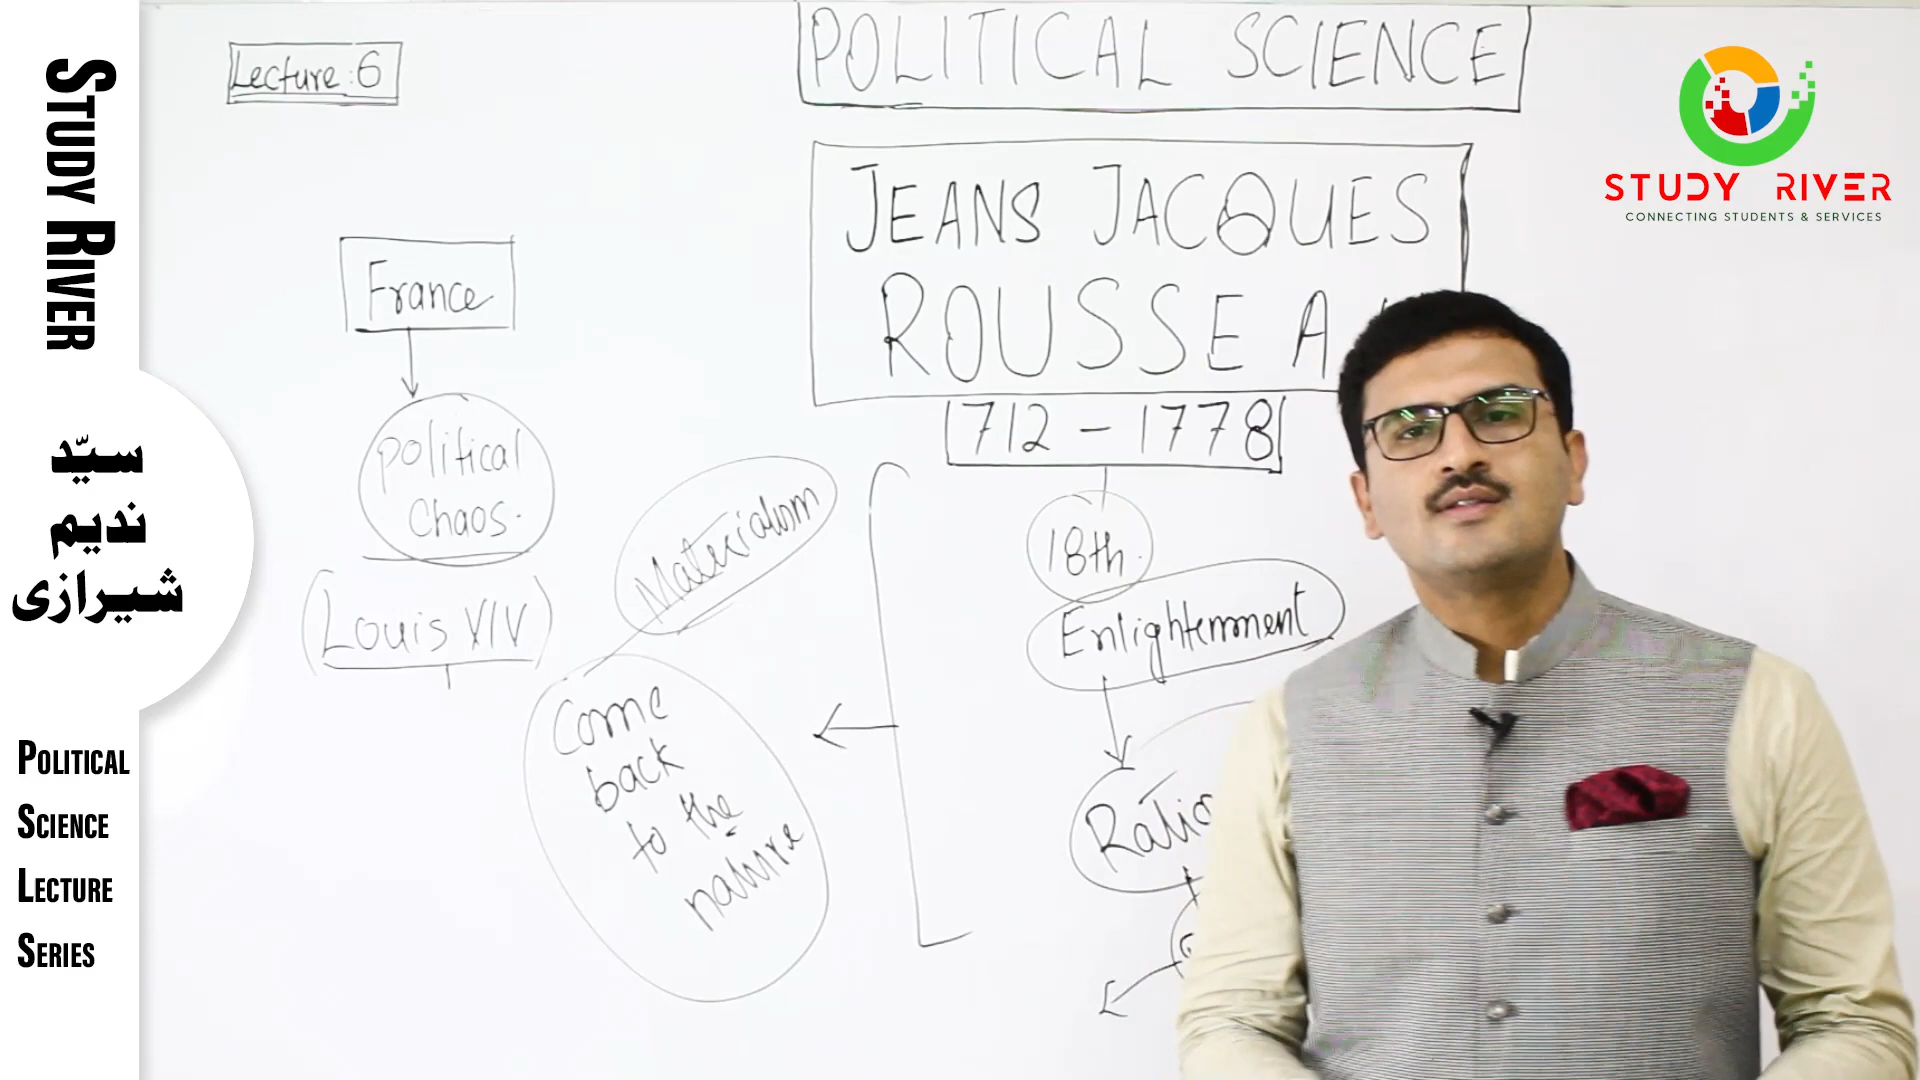 STUDY RIVER
سیّد
ندیم
شیرازی
POLITICAL
SCIENCE
LECTURE
SERIES
Lecture:6
POLITICAL SCIENCE
JEANS JACQUES
ROUSSEA
1712 - 1778
France
political
Chaos.
Louis XIV
Materialism
Come
back
to the
nature
18th.
Enlightenment
Ratio
STUDY RIVER
CONNECTING STUDENTS & SERVICES